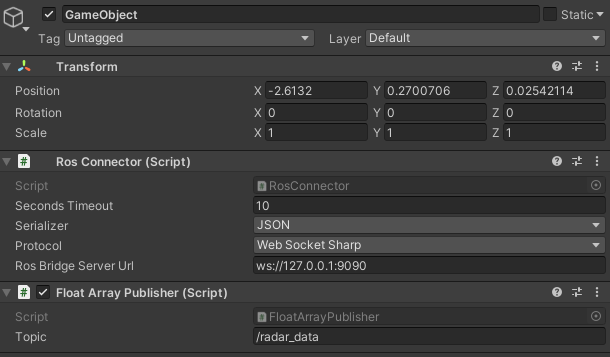 GameObject Static
Tag Untagged Layer Default
Transform
Position X -2.6132 Y 0.2700706 Z 0.02542114
Rotation X 0 Y 0 Z 0
Scale X 1 Y 1 Z 1
# Ros Connector (Script)
Script # RosConnector
Seconds Timeout 10
Serializer JSON
Protocol Web Socket Sharp
Ros Bridge Server Url ws://127.0.0.1:9090
# Float Array Publisher (Script)
Script # FloatArrayPublisher
Topic /radar_data